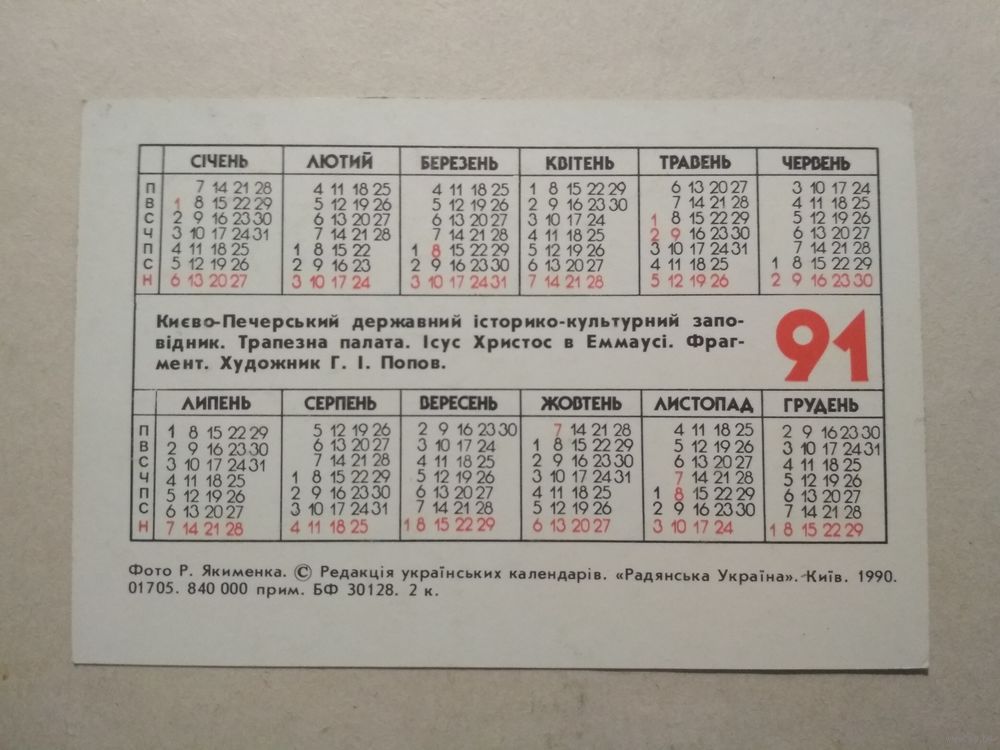 СІЧЕНЬ ЛЮТИЙ БЕРЕЗЕНЬ КВІТЕНЬ ТРАВЕНЬ ЧЕРВЕНЬ
П 7 14 21 28 4 11 18 25 4 11 18 25 1 8 15 22 29 6 13 20 27 3 10 17 24
В 1 8 15 22 29 5 12 19 26 5 12 19 26 2 9 16 23 30 7 14 21 28 4 11 18 25
С 2 9 16 23 30 6 13 20 27 6 13 20 27 3 10 17 24 1 8 15 22 29 5 12 19 26
Ч 3 10 17 24 31 7 14 21 28 7 14 21 28 4 11 18 25 2 9 16 23 30 6 13 20 27
П 4 11 18 25 1 8 15 22 1 8 15 22 29 5 12 19 26 3 10 17 24 31 7 14 21 28
С 5 12 19 26 2 9 16 23 2 9 16 23 30 6 13 20 27 4 11 18 25 1 8 15 22 29
Н 6 13 20 27 3 10 17 24 3 10 17 24 31 7 14 21 28 5 12 19 26 2 9 16 23 30
Києво-Печерський державний історико-культурний запо-
відник. Трапезна палата. Ісус Христос в Еммаусі. Фраг-
мент. Художник Г. І. Попов.
91
ЛИПЕНЬ СЕРПЕНЬ ВЕРЕСЕНЬ ЖОВТЕНЬ ЛИСТОПАД ГРУДЕНЬ
П 1 8 15 22 29 5 12 19 26 2 9 16 23 30 7 14 21 28 4 11 18 25 2 9 16 23 30
В 2 9 16 23 30 6 13 20 27 3 10 17 24 1 8 15 22 29 5 12 19 26 3 10 17 24 31
С 3 10 17 24 31 7 14 21 28 4 11 18 25 2 9 16 23 30 6 13 20 27 4 11 18 25
Ч 4 11 18 25 1 8 15 22 29 5 12 19 26 3 10 17 24 31 7 14 21 28 5 12 19 26
П 5 12 19 26 2 9 16 23 30 6 13 20 27 4 11 18 25 1 8 15 22 29 6 13 20 27
С 6 13 20 27 3 10 17 24 31 7 14 21 28 5 12 19 26 2 9 16 23 30 7 14 21 28
Н 7 14 21 28 4 11 18 25 1 8 15 22 29 6 13 20 27 3 10 17 24 1 8 15 22 29
Фото Р. Якименка. © Редакція українських календарів. «Радянська Україна». Київ. 1990.
01705. 840 000 прим. БФ 30128. 2 к.